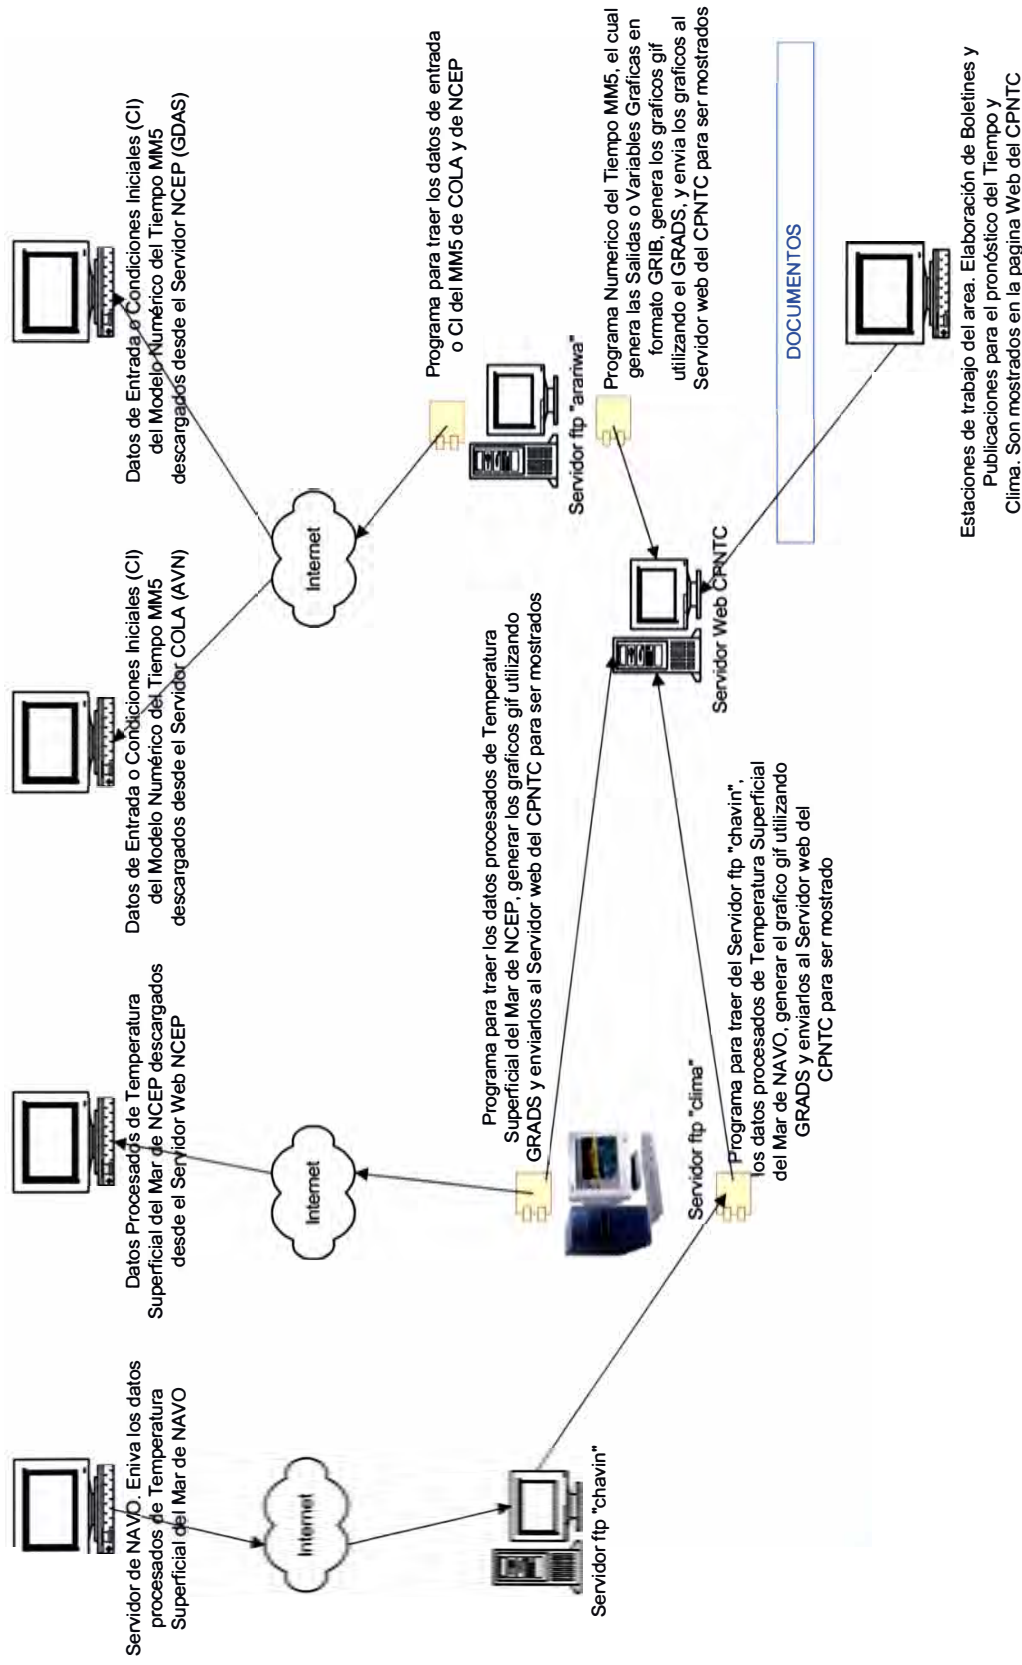 Servidor de NAVO. Eniva los datos
procesados de Temperatura
Superficial del Mar de NAVO
Datos Procesados de Temperatura
Superficial del Mar de NCEP descargados
desde el Servidor Web NCEP
Datos de Entrada o Condiciones Iniciales (CI)
del Modelo Numérico del Tiempo MM5
descargados desde el Servidor COLA (AVN)
Datos de Entrada o Condiciones Iniciales (CI)
del Modelo Numérico del Tiempo MM5
descargados desde el Servidor NCEP (GDAS)
Internet
Internet
Internet
Programa para traer los datos de entrada
o CI del MM5 de COLA y de NCEP
Servidor ftp "arariwa"
Programa para traer los datos procesados de Temperatura
Superficial del Mar de NCEP, generar los graficos gif utilizando
GRADS y enviarlos al Servidor web del CPNTC para ser mostrados
Servidor ftp "chavin"
Servidor ftp "clima"
Programa Numerico del Tiempo MM5, el cual
genera las Salidas o Variables Graficas en
formato GRIB, genera los graficos gif
utilizando el GRADS, y envia los graficos al
Servidor web del CPNTC para ser mostrados
Servidor Web CPNTC
Programa para traer del Servidor ftp "chavin",
los datos procesados de Temperatura Superficial
del Mar de NAVO, generar el grafico gif utilizando
GRADS y enviarlos al Servidor web del
CPNTC para ser mostrado
DOCUMENTOS
Estaciones de trabajo del area. Elaboración de Boletines y
Publicaciones para el pronóstico del Tiempo y
Clima. Son mostrados en la pagina Web del CPNTC